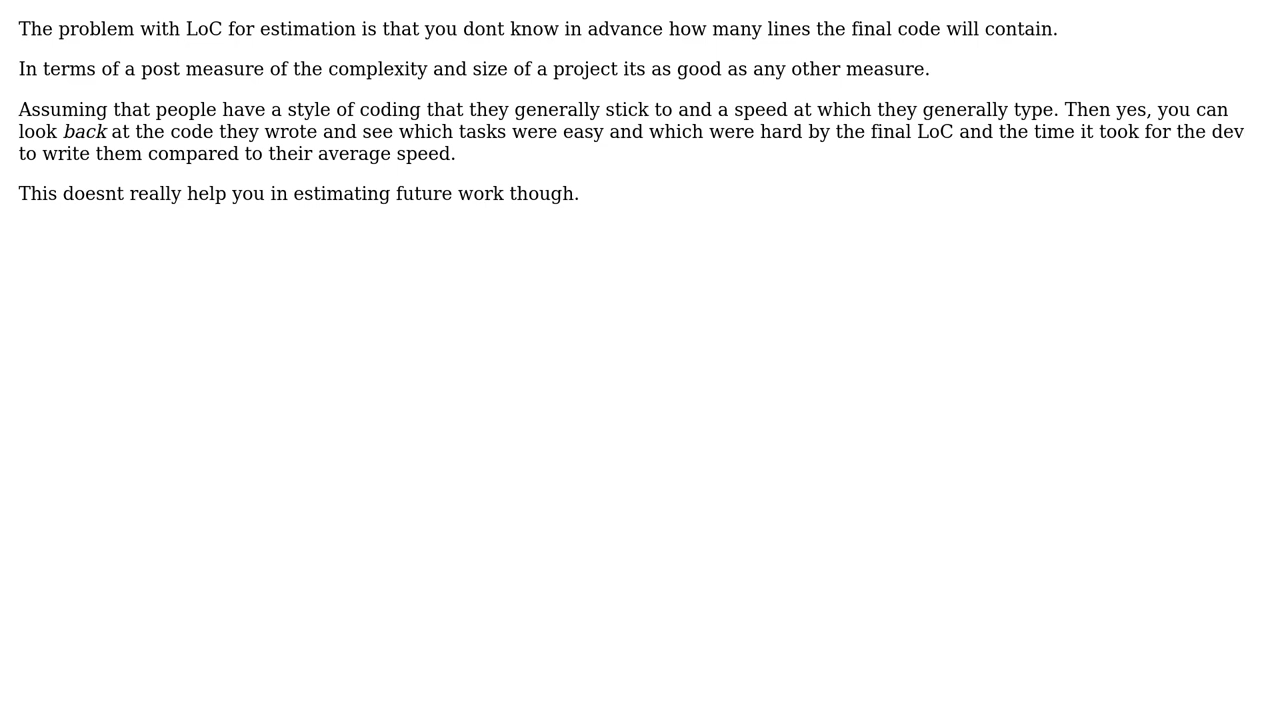 The problem with LoC for estimation is that you dont know in advance how many lines the final code will contain.
In terms of a post measure of the complexity and size of a project its as good as any other measure.
Assuming that people have a style of coding that they generally stick to and a speed at which they generally type. Then yes, you can
look back at the code they wrote and see which tasks were easy and which were hard by the final LoC and the time it took for the dev
to write them compared to their average speed.
This doesnt really help you in estimating future work though.